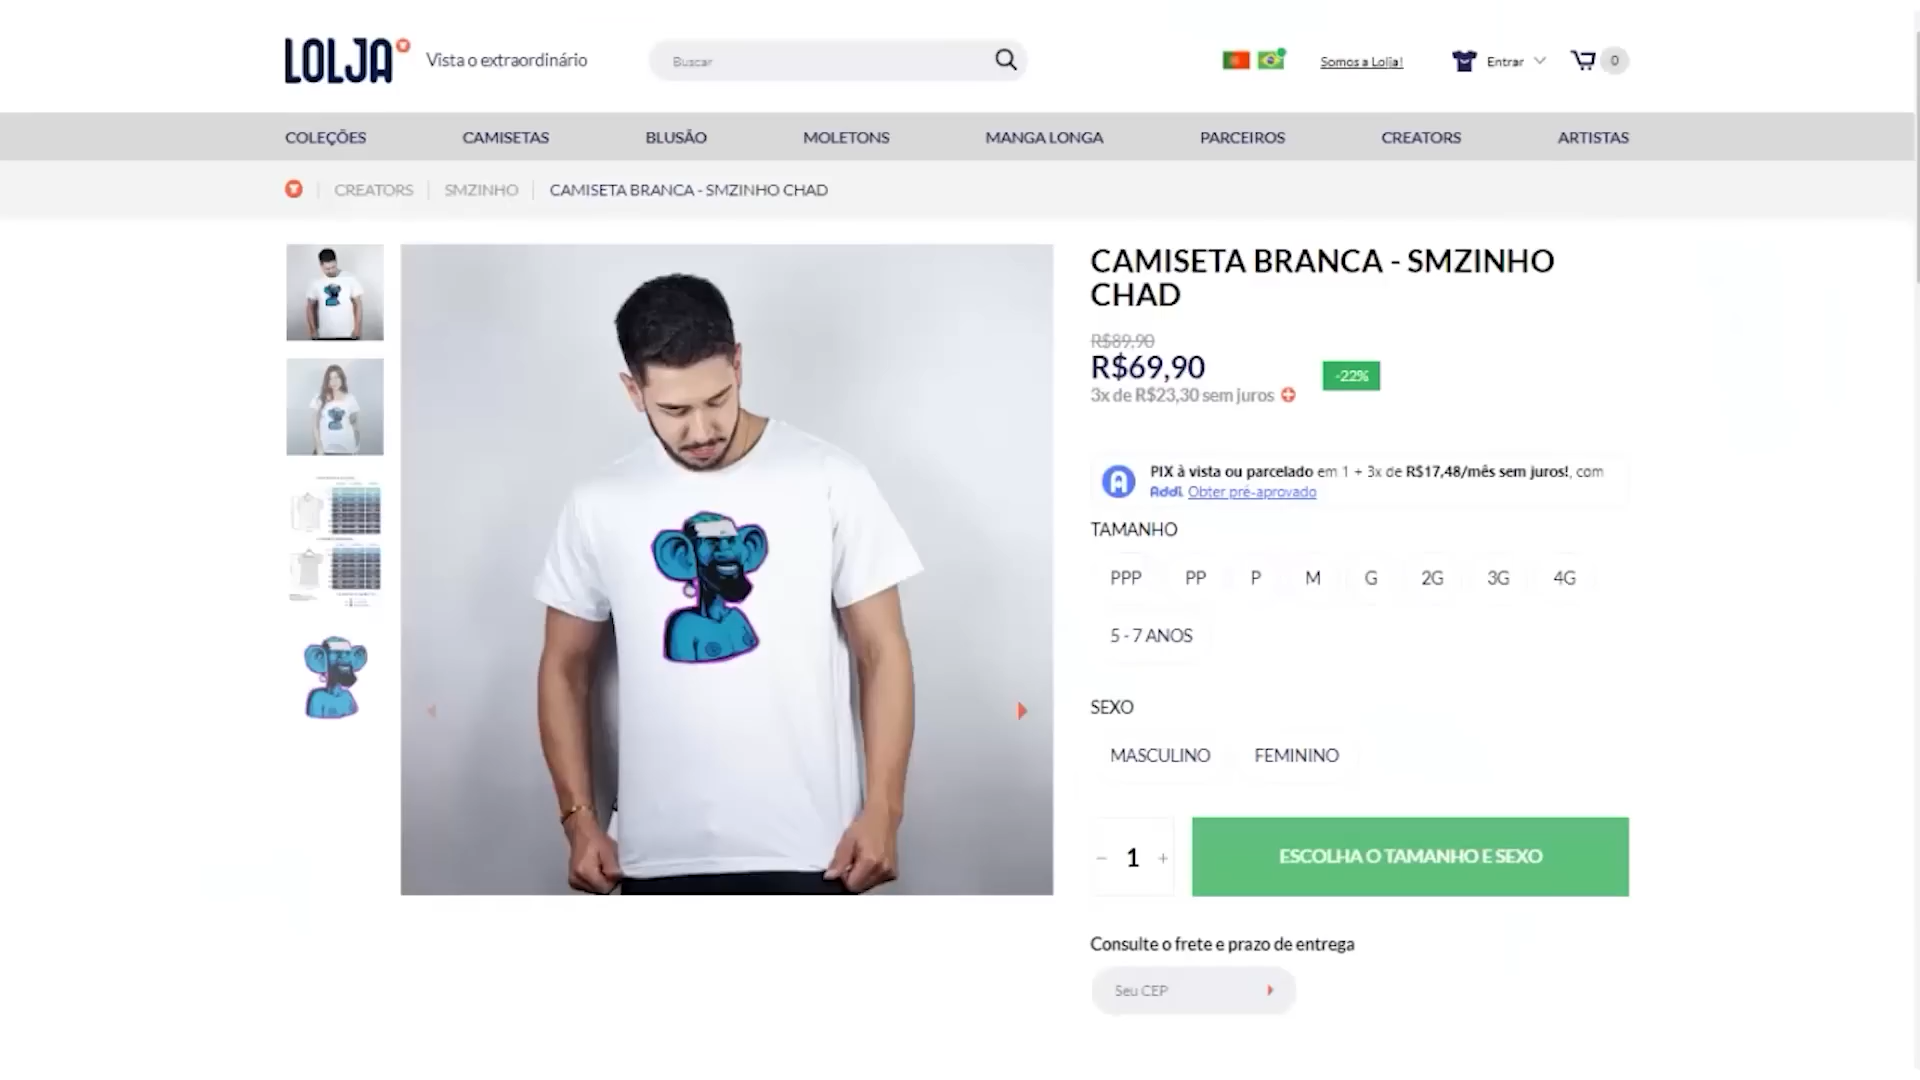 LOLJA
Vista o extraordinário
Buscar
Somos a Lolja!
Entrar
0
COLEÇÕES
CAMISETAS
BLUSÃO
MOLETONS
MANGA LONGA
PARCEIROS
CREATORS
ARTISTAS
CREATORS
SMZINHO
CAMISETA BRANCA - SMZINHO CHAD
CAMISETA BRANCA - SMZINHO
CHAD
R$89,90
R$69,90
-22%
3x de R$23,30 sem juros
PIX à vista ou parcelado em 1 + 3x de R$17,48/mês sem juros!, com
Addi. Obter pré-aprovado
TAMANHO
PPP PP P M G 2G 3G 4G
5 - 7 ANOS
SEXO
MASCULINO FEMININO
- 1 +
ESCOLHA O TAMANHO E SEXO
Consulte o frete e prazo de entrega
Seu CEP